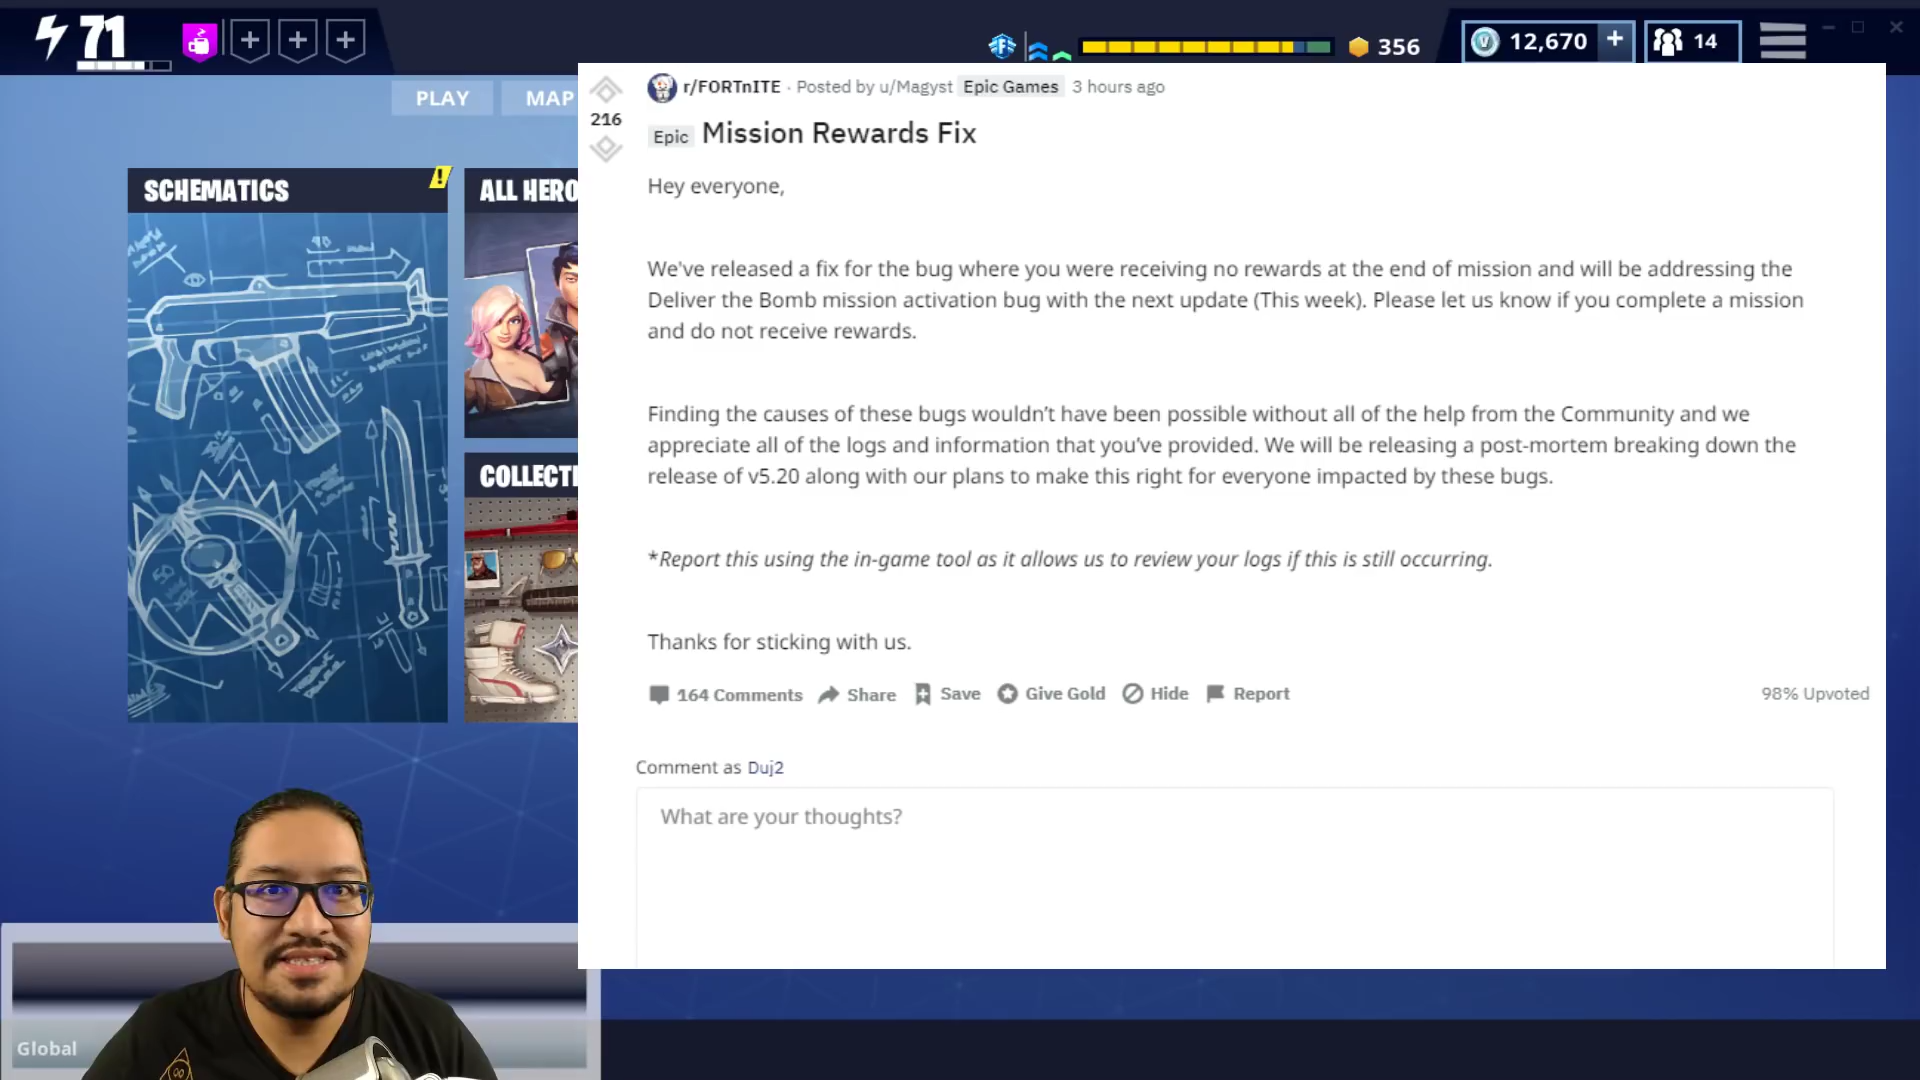 71
356
12,670
14
PLAY
MAP
SCHEMATICS
ALL HERO
COLLECTI
Global
r/FORTnITE · Posted by u/Magyst Epic Games 3 hours ago
216
Epic Mission Rewards Fix
Hey everyone,
We've released a fix for the bug where you were receiving no rewards at the end of mission and will be addressing the
Deliver the Bomb mission activation bug with the next update (This week). Please let us know if you complete a mission
and do not receive rewards.
Finding the causes of these bugs wouldn't have been possible without all of the help from the Community and we
appreciate all of the logs and information that you've provided. We will be releasing a post-mortem breaking down the
release of v5.20 along with our plans to make this right for everyone impacted by these bugs.
*Report this using the in-game tool as it allows us to review your logs if this is still occurring.
Thanks for sticking with us.
164 Comments Share Save Give Gold Hide Report 98% Upvoted
Comment as Duj2
What are your thoughts?